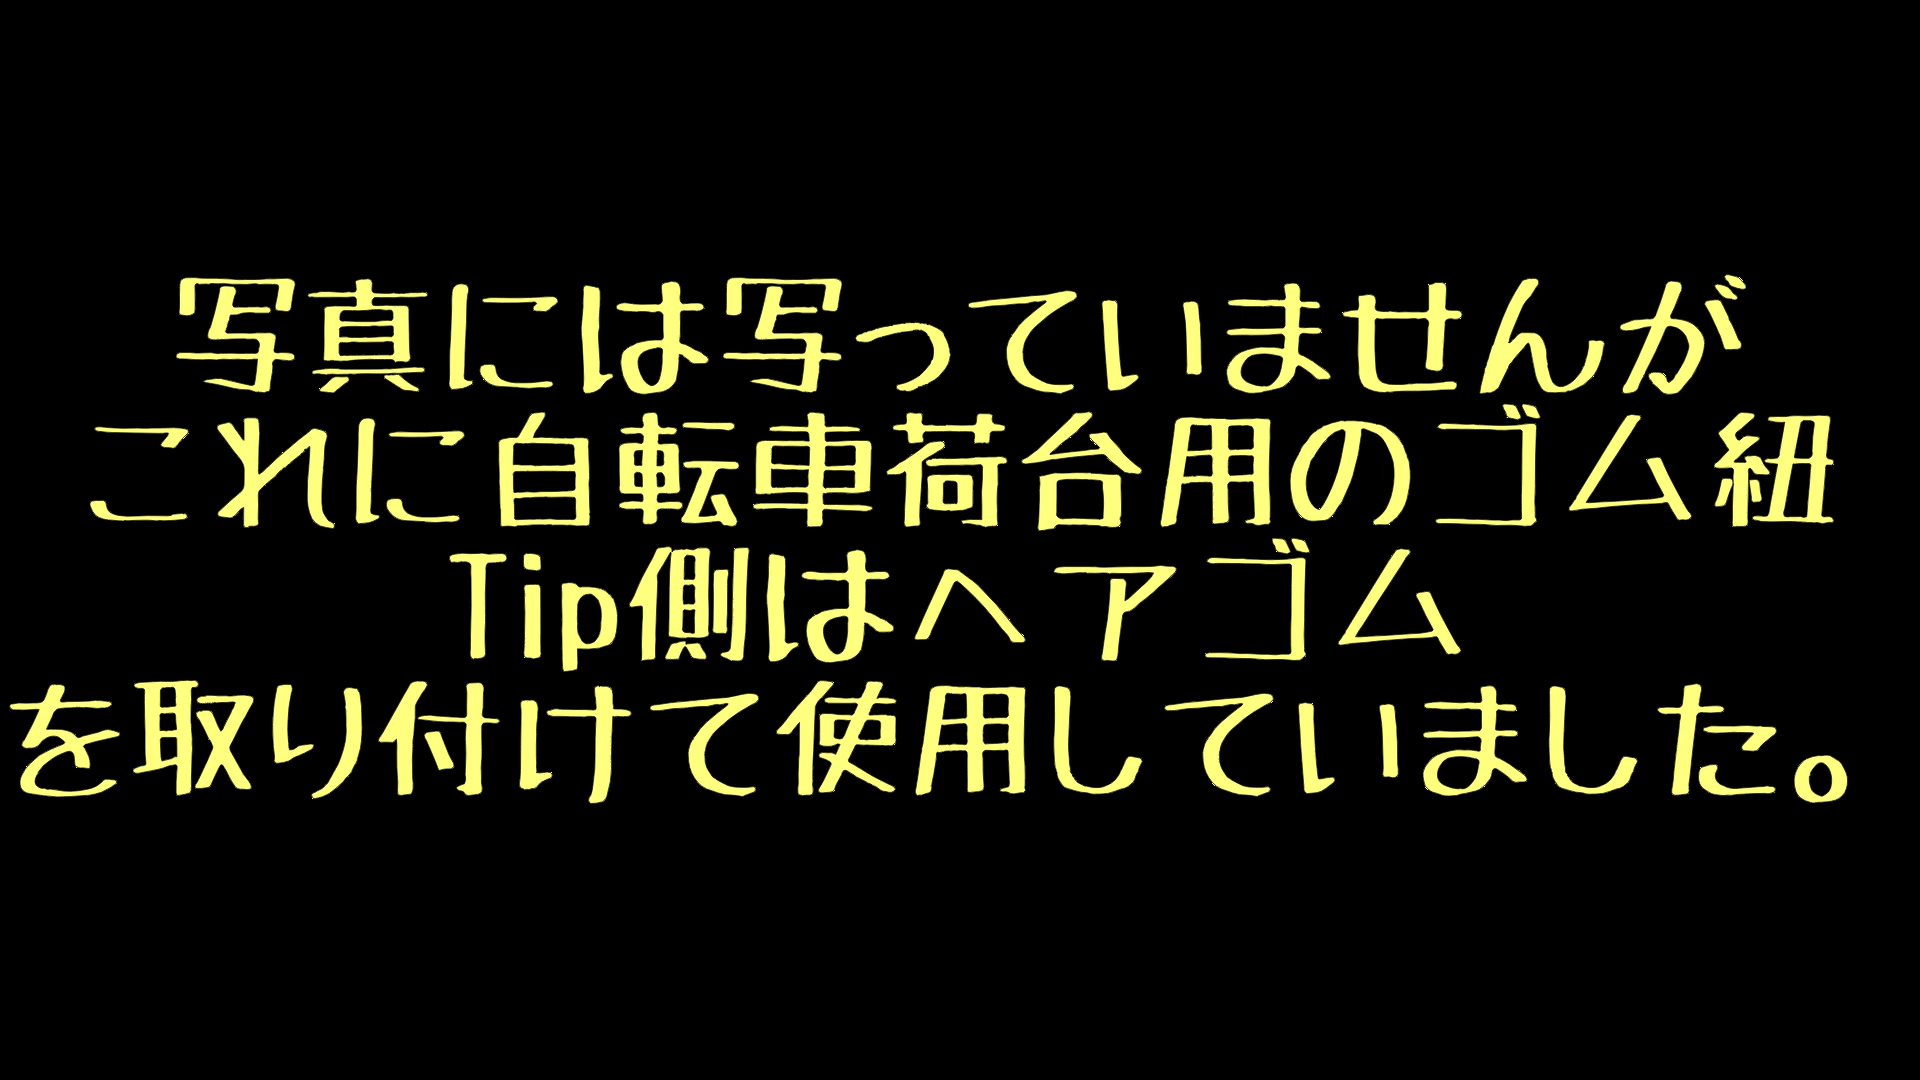 写真には写っていませんが
これに自転車荷台用のゴム紐
Tip側はヘアゴム
を取り付けて使用していました。